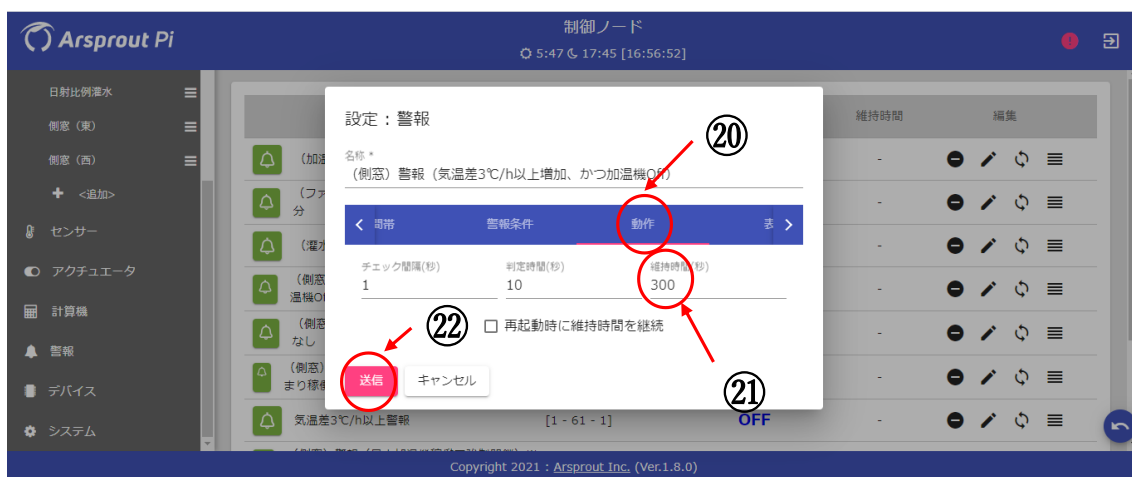 Arsprout Pi
制御ノード
5:47 17:45 [16:56:52]
日射比例灌水
側窓（東）
側窓（西）
<追加>
センサー
アクチュエータ
計算機
警報
デバイス
システム
維持時間
編集
設定：警報
⑳
名称 *
（側窓）警報（気温差3℃/h以上増加、かつ加温機Off）
間帯
警報条件
動作
チェック間隔(秒)
判定時間(秒)
維持時間(秒)
1
10
300
㉒
再起動時に維持時間を継続
送信
キャンセル
㉑
（加温
-
（ファ
分
-
（灌水
-
（側窓
温機Of
-
（側窓
なし
-
（側窓）
まり稼働
-
気温差3℃/h以上警報
[1 - 61 - 1]
OFF
-
Copyright 2021 : Arsprout Inc. (Ver.1.8.0)